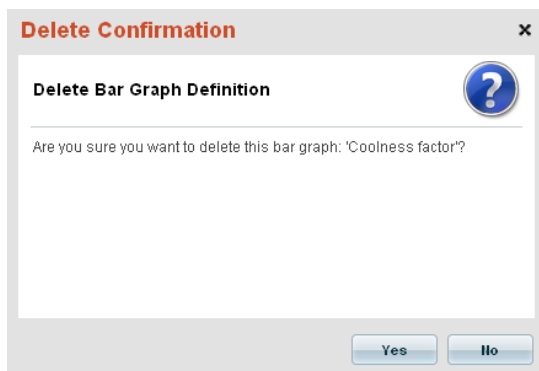 Delete Confirmation
Delete Bar Graph Definition
Are you sure you want to delete this bar graph: 'Coolness factor'?
Yes No